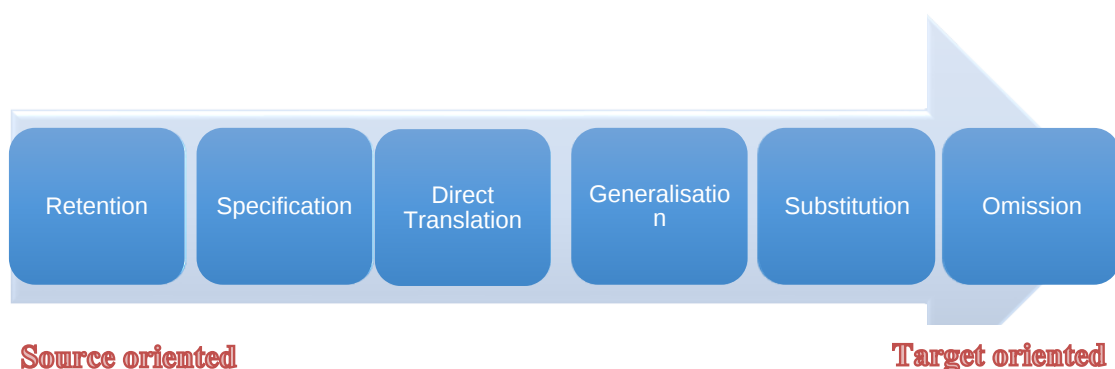 Retention
Specification
Direct
Translation
Generalisatio
n
Substitution
Omission
Source oriented
Target oriented